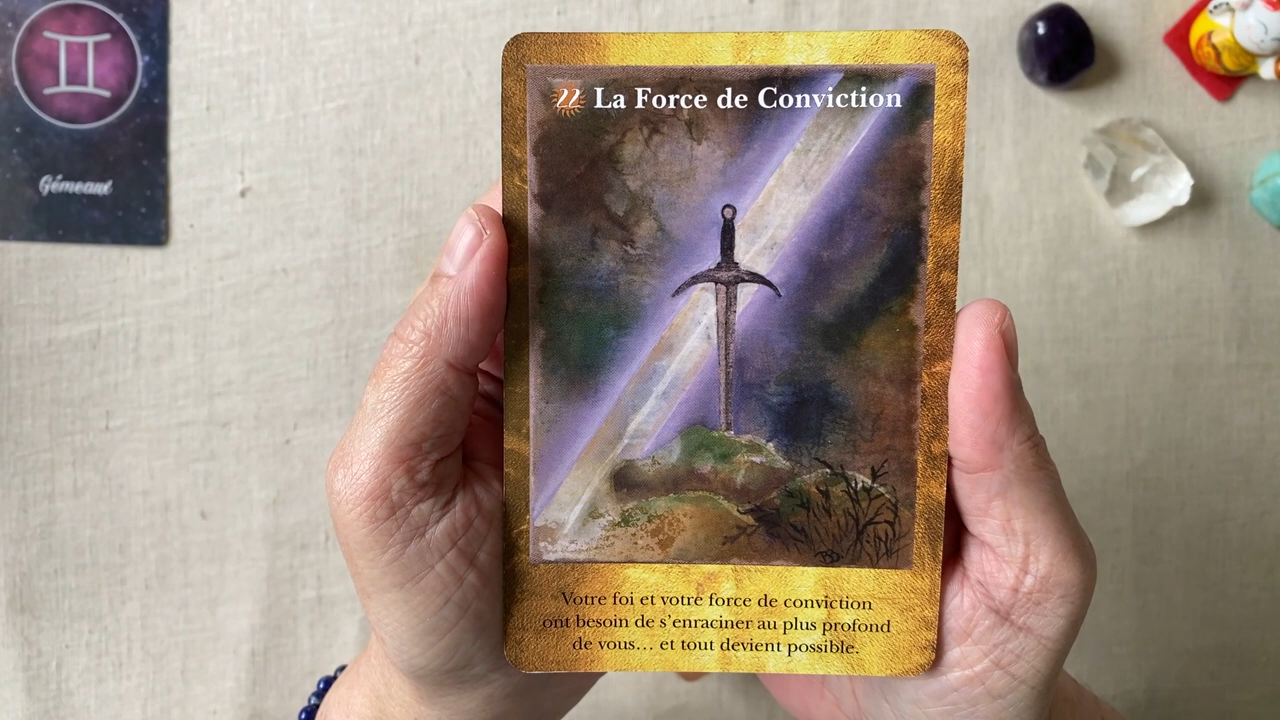 Gémeaux
22 La Force de Conviction
Votre foi et votre force de conviction
ont besoin de s'enraciner au plus profond
de vous... et tout devient possible.